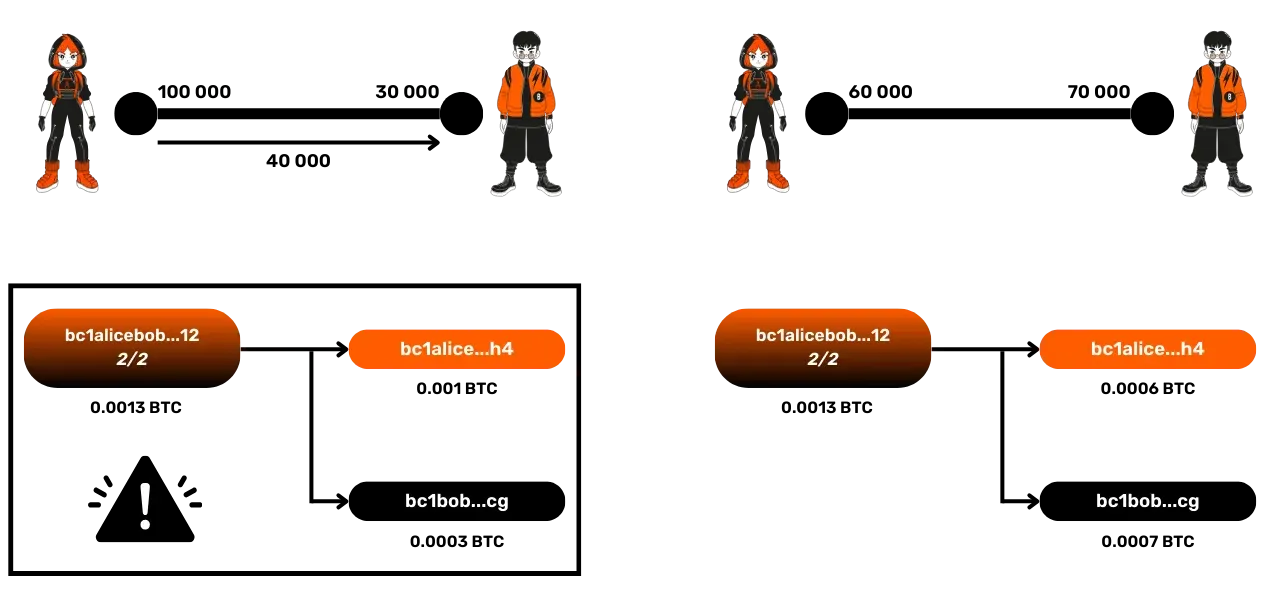 100 000
30 000
40 000
60 000
70 000
bc1alicebob...12
2/2
0.0013 BTC
bc1alice...h4
0.001 BTC
bc1bob...cg
0.0003 BTC
bc1alicebob...12
2/2
0.0013 BTC
bc1alice...h4
0.0006 BTC
bc1bob...cg
0.0007 BTC